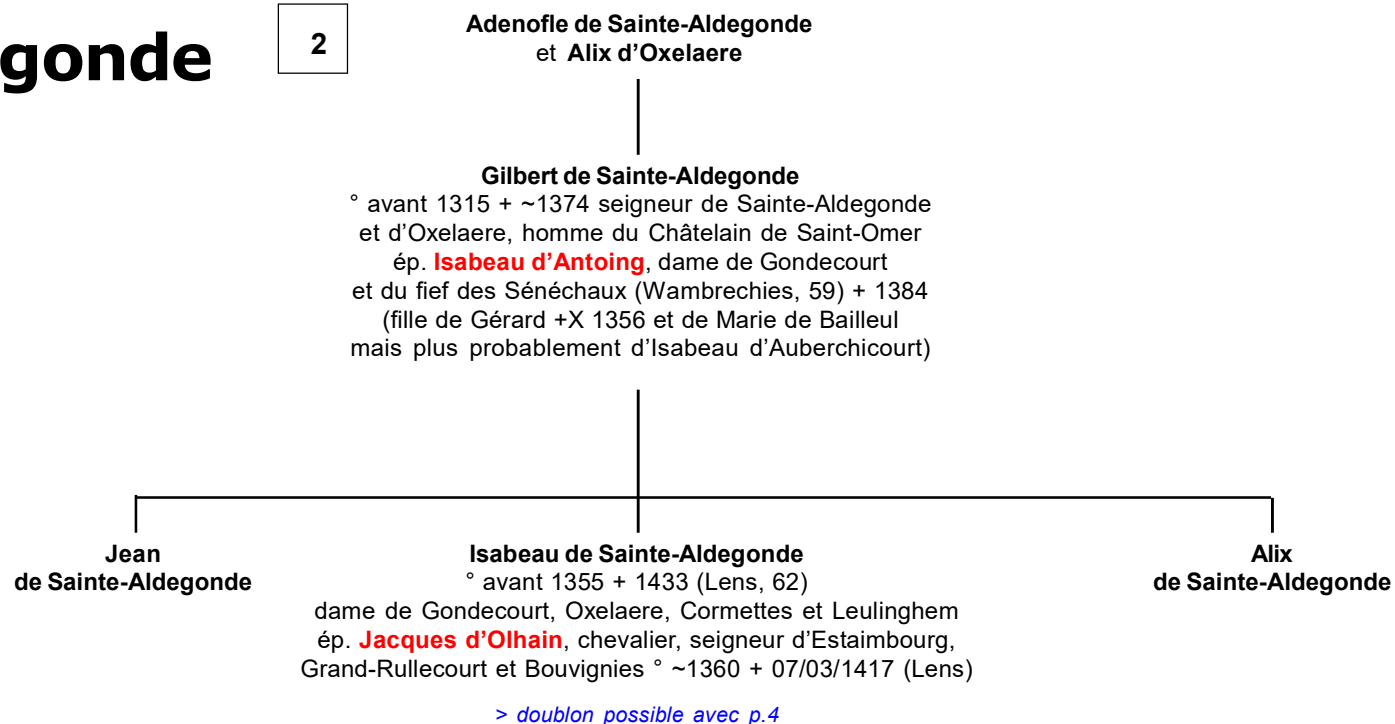 gonde
2
Adenofle de Sainte-Aldegonde
et Alix d’Oxelaere
Gilbert de Sainte-Aldegonde
° avant 1315 + ~1374 seigneur de Sainte-Aldegonde
et d’Oxelaere, homme du Châtelain de Saint-Omer
ép. Isabeau d’Antoing, dame de Gondecourt
et du fief des Sénéchaux (Wambrechies, 59) + 1384
(fille de Gérard +X 1356 et de Marie de Bailleul
mais plus probablement d’Isabeau d’Auberchicourt)
Jean
de Sainte-Aldegonde
Isabeau de Sainte-Aldegonde
° avant 1355 + 1433 (Lens, 62)
dame de Gondecourt, Oxelaere, Cormettes et Leulinghem
ép. Jacques d’Olhain, chevalier, seigneur d’Estaimbourg,
Grand-Rullecourt et Bouvignies ° ~1360 + 07/03/1417 (Lens)
> doublon possible avec p.4
Alix
de Sainte-Aldegonde